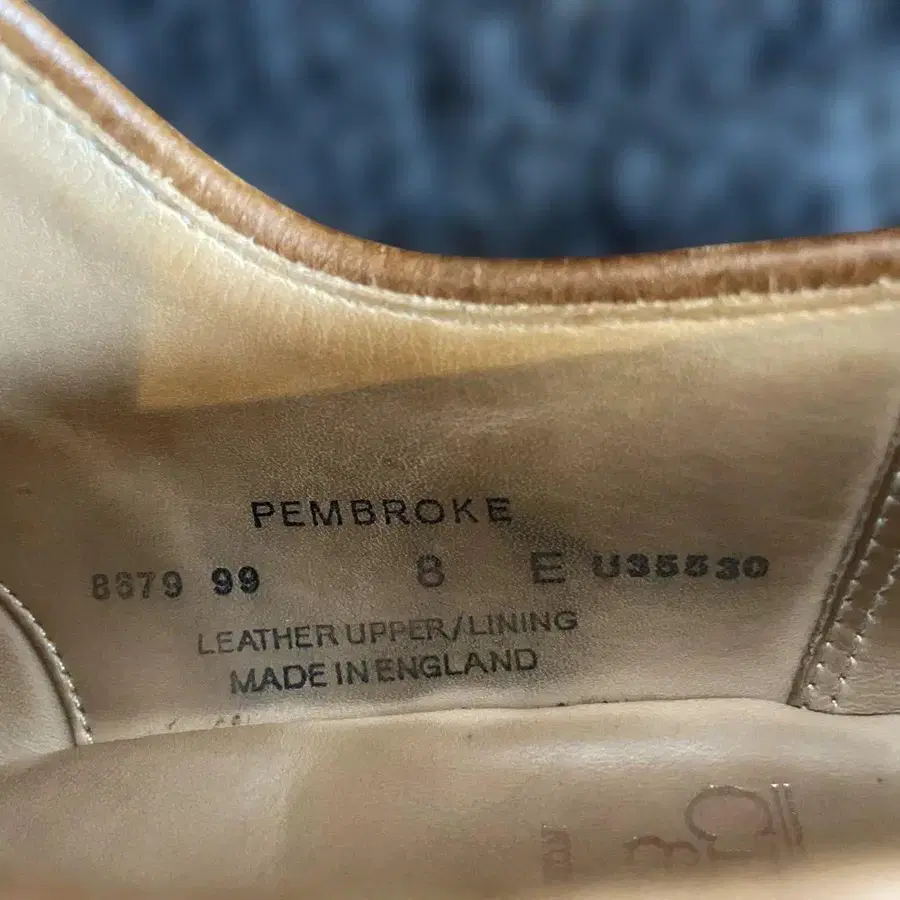 PEMBROKE
8679 99 8 E U35530
LEATHER UPPER/LINING
MADE IN ENGLAND